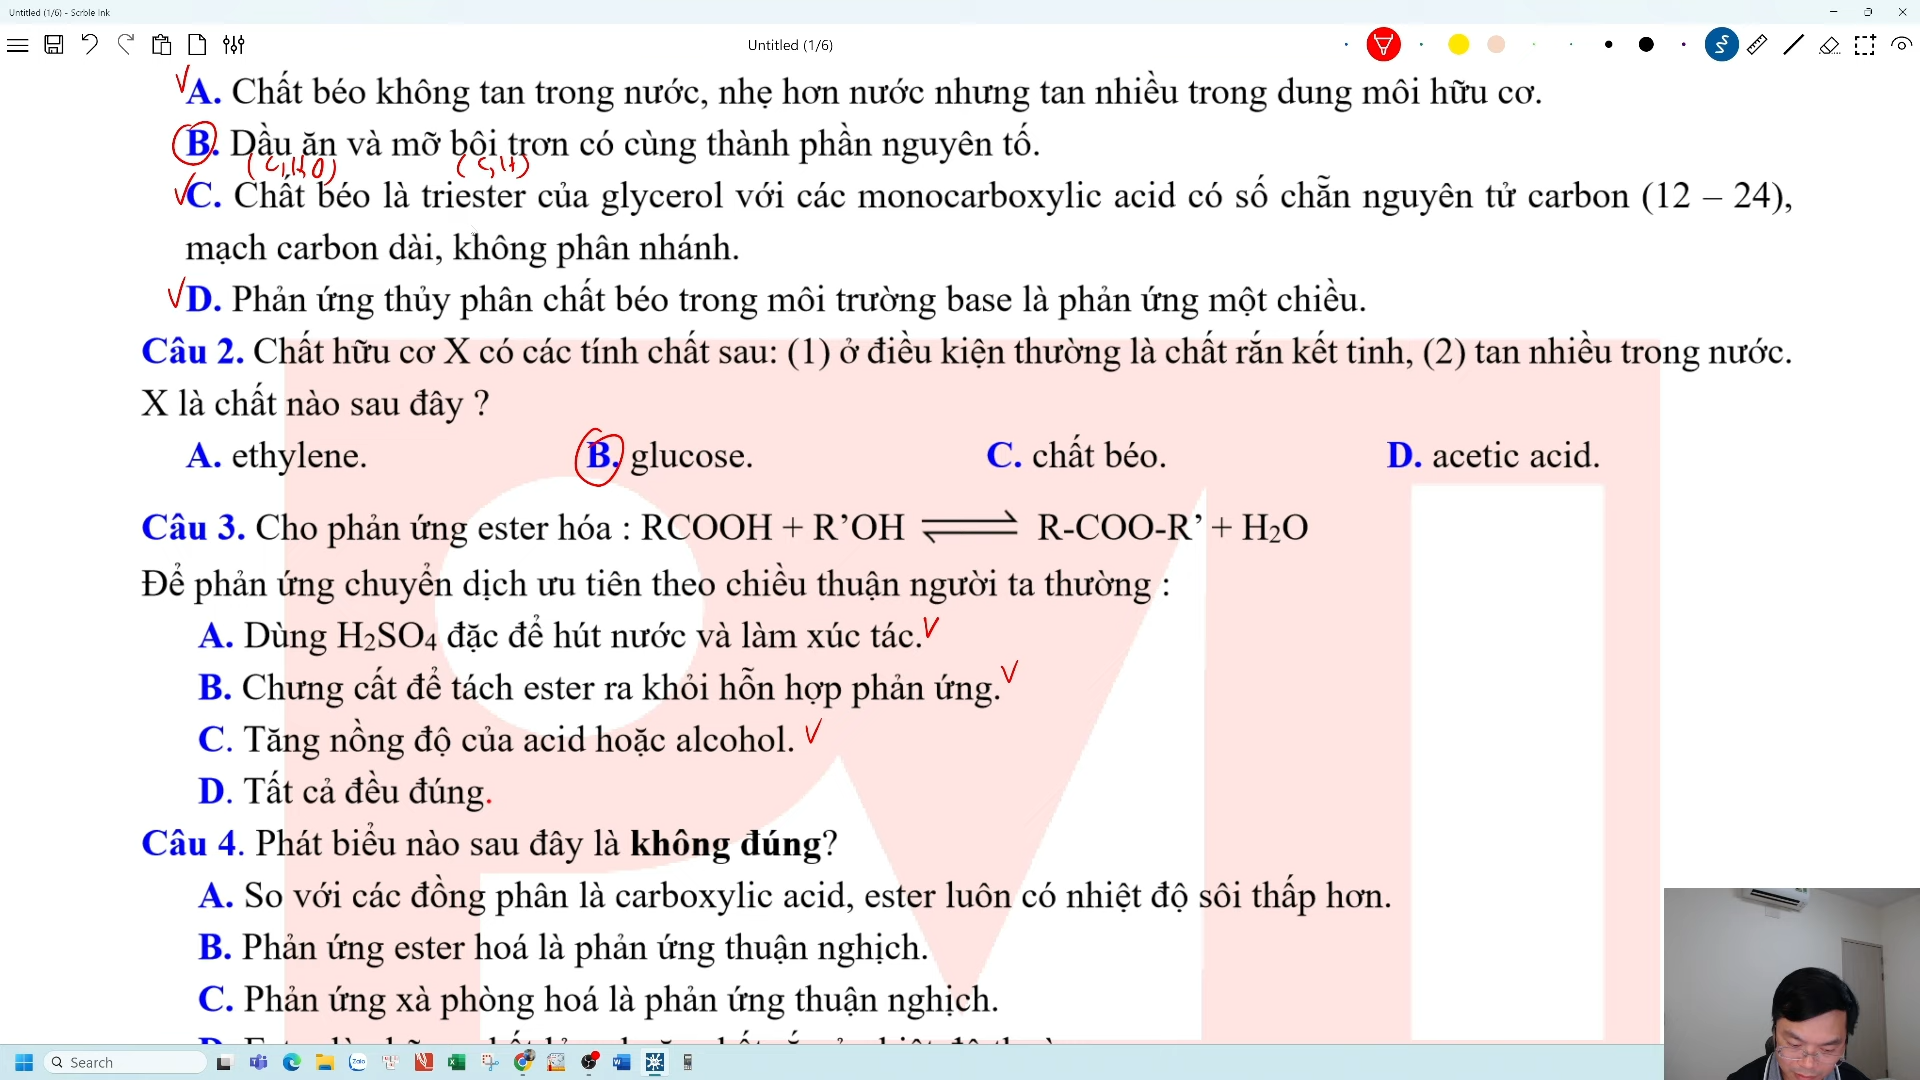 Untitled (1/6) - Scrble Ink
Untitled (1/6)
A. Chất béo không tan trong nước, nhẹ hơn nước nhưng tan nhiều trong dung môi hữu cơ.
B. Dầu ăn và mỡ bôi trơn có cùng thành phần nguyên tố.
(C,H,O) (C,H)
C. Chất béo là triester của glycerol với các monocarboxylic acid có số chẵn nguyên tử carbon (12 – 24),
mạch carbon dài, không phân nhánh.
D. Phản ứng thủy phân chất béo trong môi trường base là phản ứng một chiều.
Câu 2. Chất hữu cơ X có các tính chất sau: (1) ở điều kiện thường là chất rắn kết tinh, (2) tan nhiều trong nước.
X là chất nào sau đây ?
A. ethylene. B. glucose. C. chất béo. D. acetic acid.
Câu 3. Cho phản ứng ester hóa : RCOOH + R’OH ⇌ R-COO-R’ + H₂O
Để phản ứng chuyển dịch ưu tiên theo chiều thuận người ta thường :
A. Dùng H₂SO₄ đặc để hút nước và làm xúc tác.
B. Chưng cất để tách ester ra khỏi hỗn hợp phản ứng.
C. Tăng nồng độ của acid hoặc alcohol.
D. Tất cả đều đúng.
Câu 4. Phát biểu nào sau đây là không đúng?
A. So với các đồng phân là carboxylic acid, ester luôn có nhiệt độ sôi thấp hơn.
B. Phản ứng ester hoá là phản ứng thuận nghịch.
C. Phản ứng xà phòng hoá là phản ứng thuận nghịch.
Search